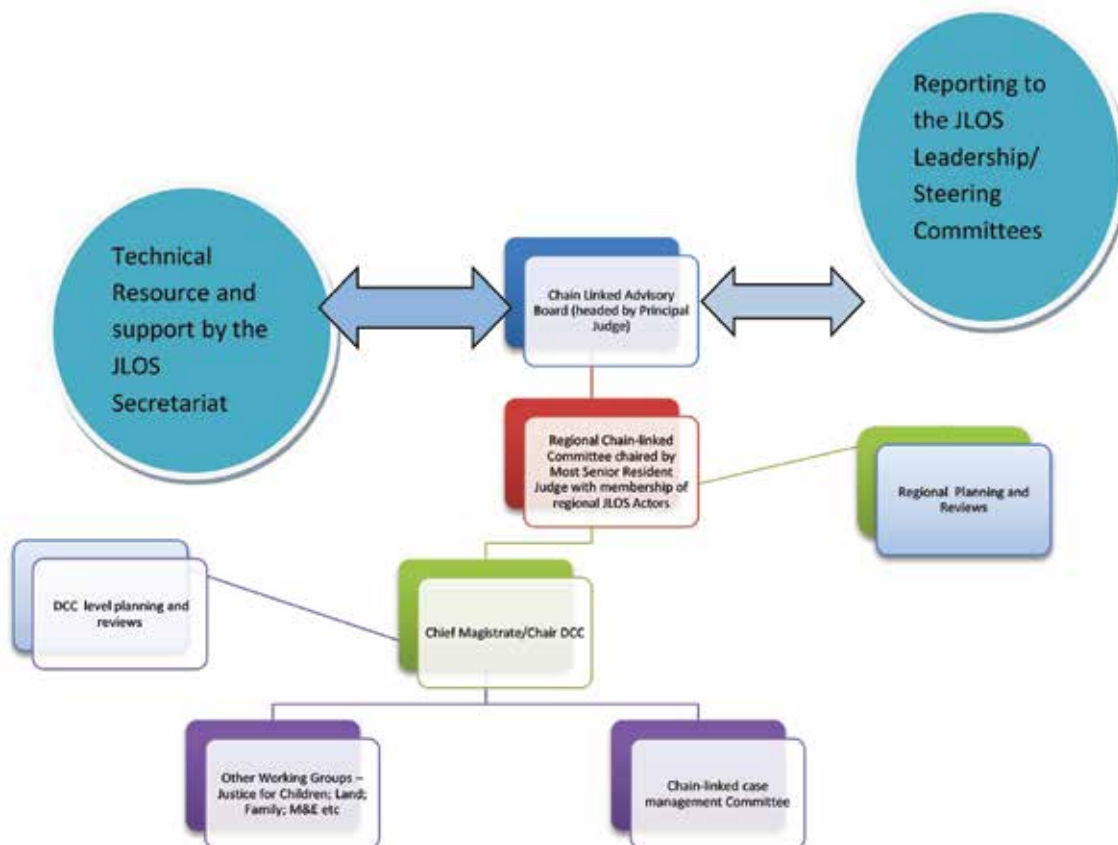 Reporting to
the JLOS
Leadership/
Steering
Committees
Technical
Resource and
support by the
JLOS
Secretariat
Chain Linked Advisory
Board (headed by Principal
Judge)
Regional Chain-linked
Committee chaired by
Most Senior Resident
Judge with membership of
regional JLOS Actors
Regional Planning and
Reviews
DCC level planning and
reviews
Chief Magistrate/Chair DCC
Other Working Groups –
Justice for Children; Land;
Family; M&E etc
Chain-linked case
management Committee